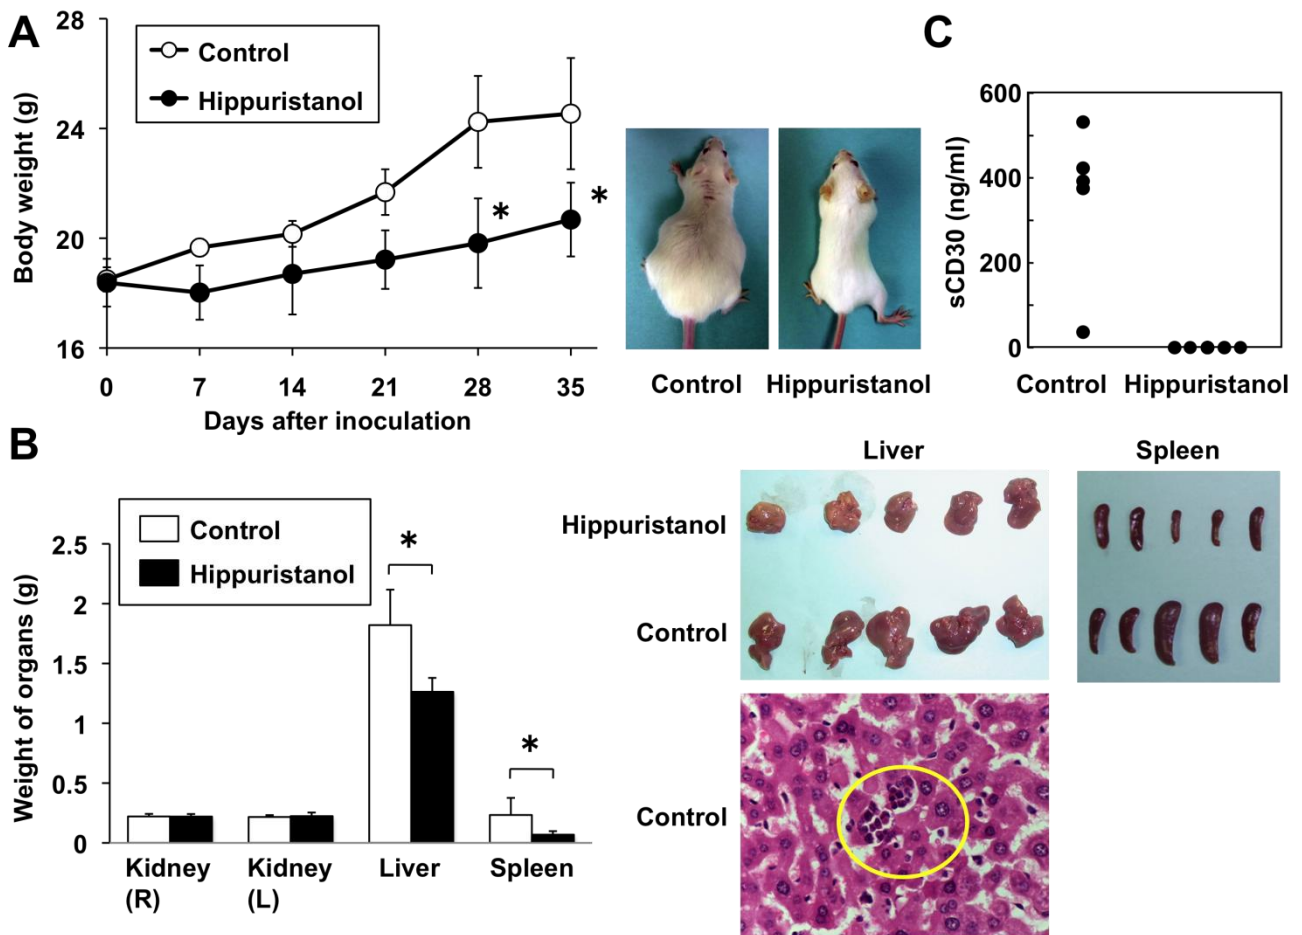 A
28
24
20
16
Body weight (g)
Control
Hippuristanol
*
*
0 7 14 21 28 35
Days after inoculation
Control Hippuristanol
C
600
400
200
0
sCD30 (ng/ml)
Control Hippuristanol
B
2.5
2
1.5
1
0.5
0
Weight of organs (g)
Control
Hippuristanol
*
*
Kidney
(R)
Kidney
(L)
Liver
Spleen
Liver Spleen
Hippuristanol
Control
Control